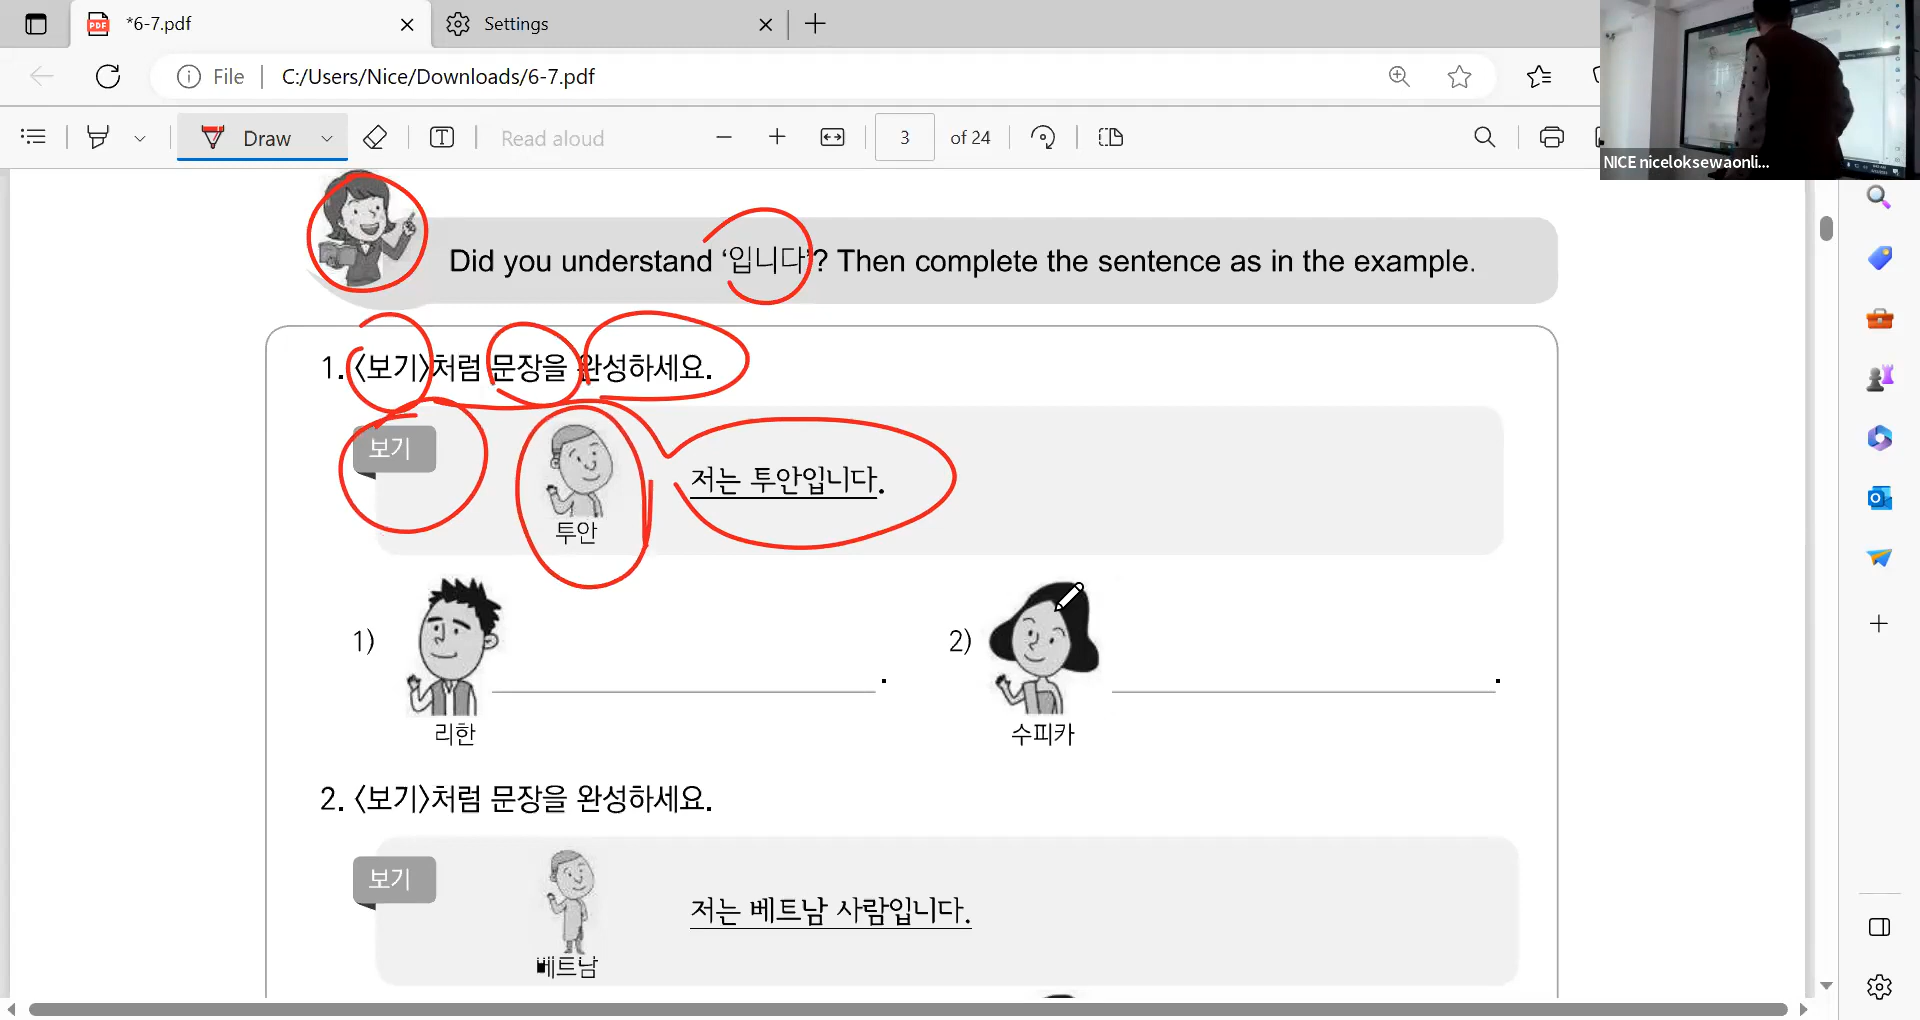 *6-7.pdf
Settings
File
C:/Users/Nice/Downloads/6-7.pdf
Draw
Read aloud
3
of 24
NICE niceloksewaonli...
Did you understand ‘입니다’? Then complete the sentence as in the example.
1. 〈보기〉처럼 문장을 완성하세요.
보기
저는 투안입니다.
투안
1)
2)
리한
수피카
2. 〈보기〉처럼 문장을 완성하세요.
보기
저는 베트남 사람입니다.
베트남